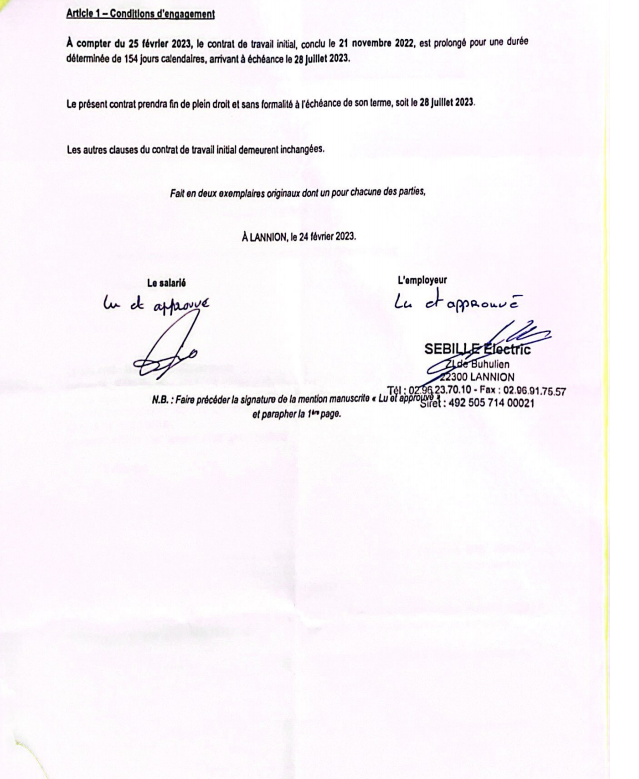 Article 1 – Conditions d'engagement
À compter du 25 février 2023, le contrat de travail initial, conclu le 21 novembre 2022, est prolongé pour une durée
déterminée de 154 jours calendaires, arrivant à échéance le 28 juillet 2023.
Le présent contrat prendra fin de plein droit et sans formalité à l'échéance de son terme, soit le 28 juillet 2023.
Les autres clauses du contrat de travail initial demeurent inchangées.
Fait en deux exemplaires originaux dont un pour chacune des parties,
À LANNION, le 24 février 2023.
Le salarié
Lu et approuvé
L'employeur
Lu et approuvé
SEBILLE Électric
ZI de Buhulien
22300 LANNION
Tél : 02.96.23.70.10 - Fax : 02.96.91.75.57
Siret : 492 505 714 00021
N.B. : Faire précéder la signature de la mention manuscrite « Lu et approuvé »
et parapher la 1ère page.